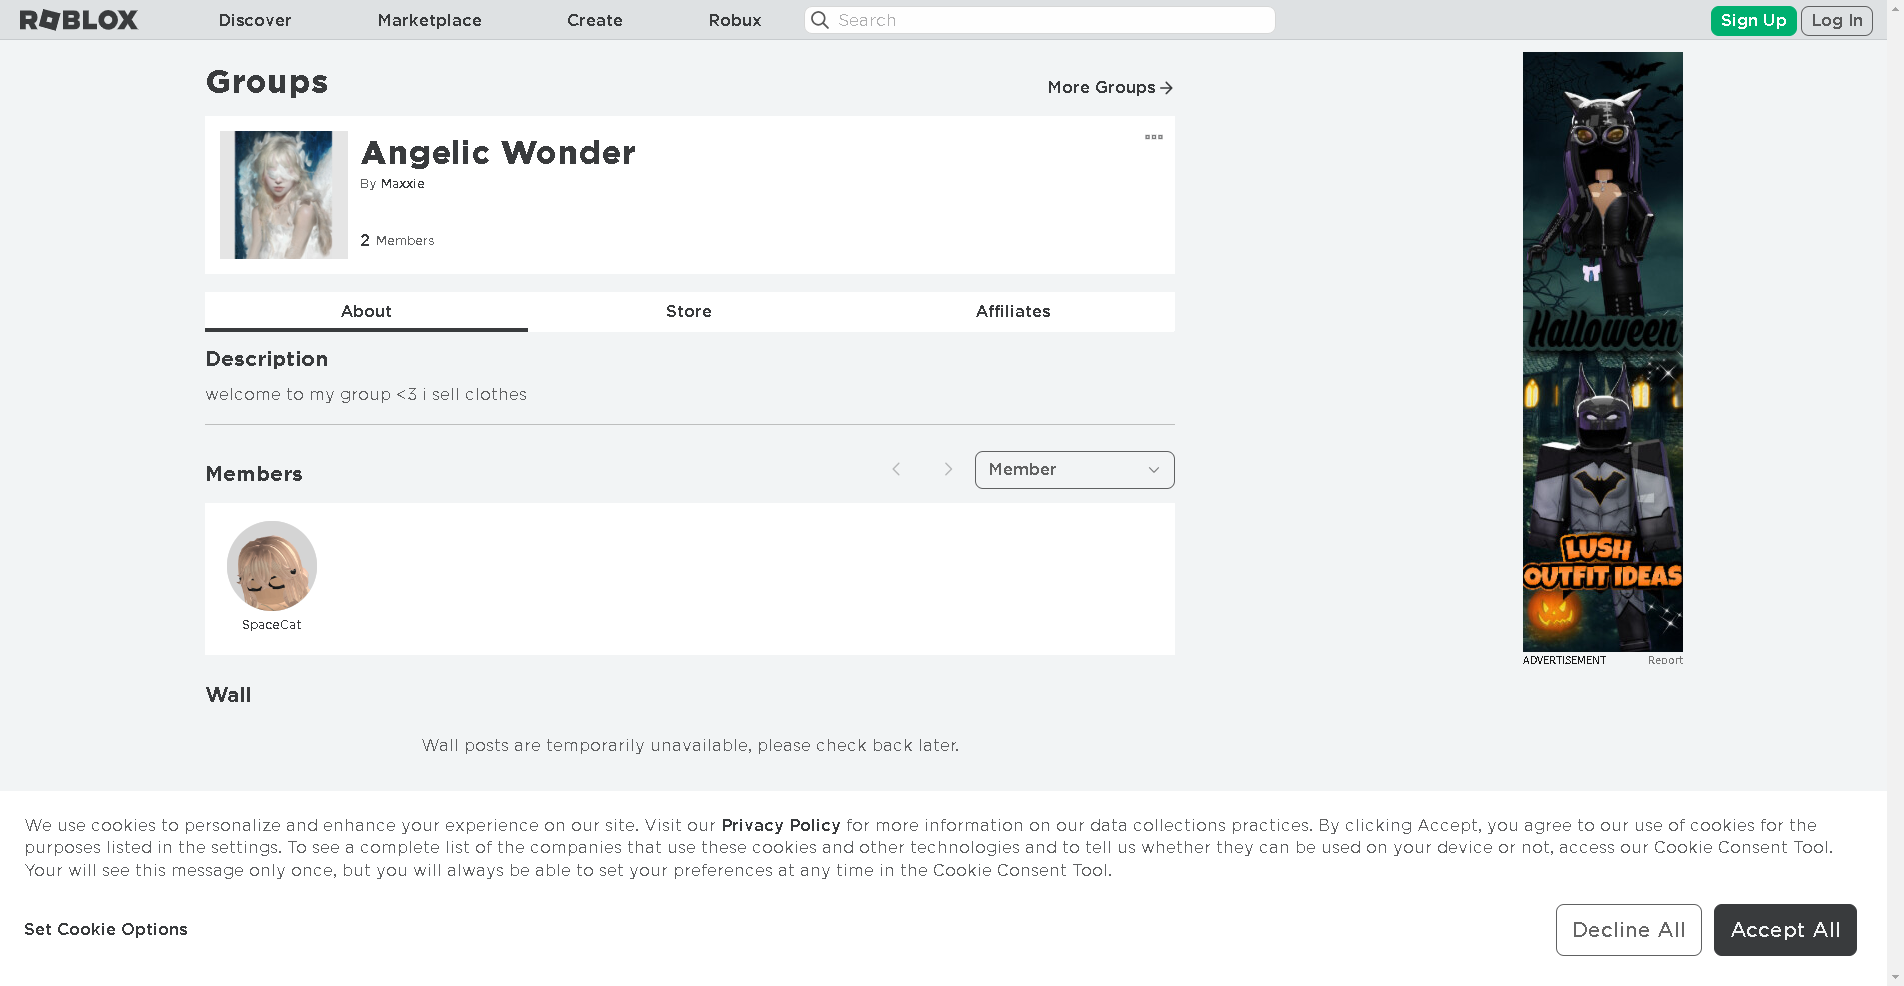 ROBLOX
Discover
Marketplace
Create
Robux
Search
Sign Up
Log In
Groups
More Groups
Angelic Wonder
By Maxxie
2 Members
About
Store
Affiliates
Description
welcome to my group <3 i sell clothes
Members
Member
SpaceCat
Wall
Wall posts are temporarily unavailable, please check back later.
Halloween
LUSH
OUTFIT IDEAS
ADVERTISEMENT
Report
We use cookies to personalize and enhance your experience on our site. Visit our Privacy Policy for more information on our data collections practices. By clicking Accept, you agree to our use of cookies for the
purposes listed in the settings. To see a complete list of the companies that use these cookies and other technologies and to tell us whether they can be used on your device or not, access our Cookie Consent Tool.
Your will see this message only once, but you will always be able to set your preferences at any time in the Cookie Consent Tool.
Set Cookie Options
Decline All
Accept All